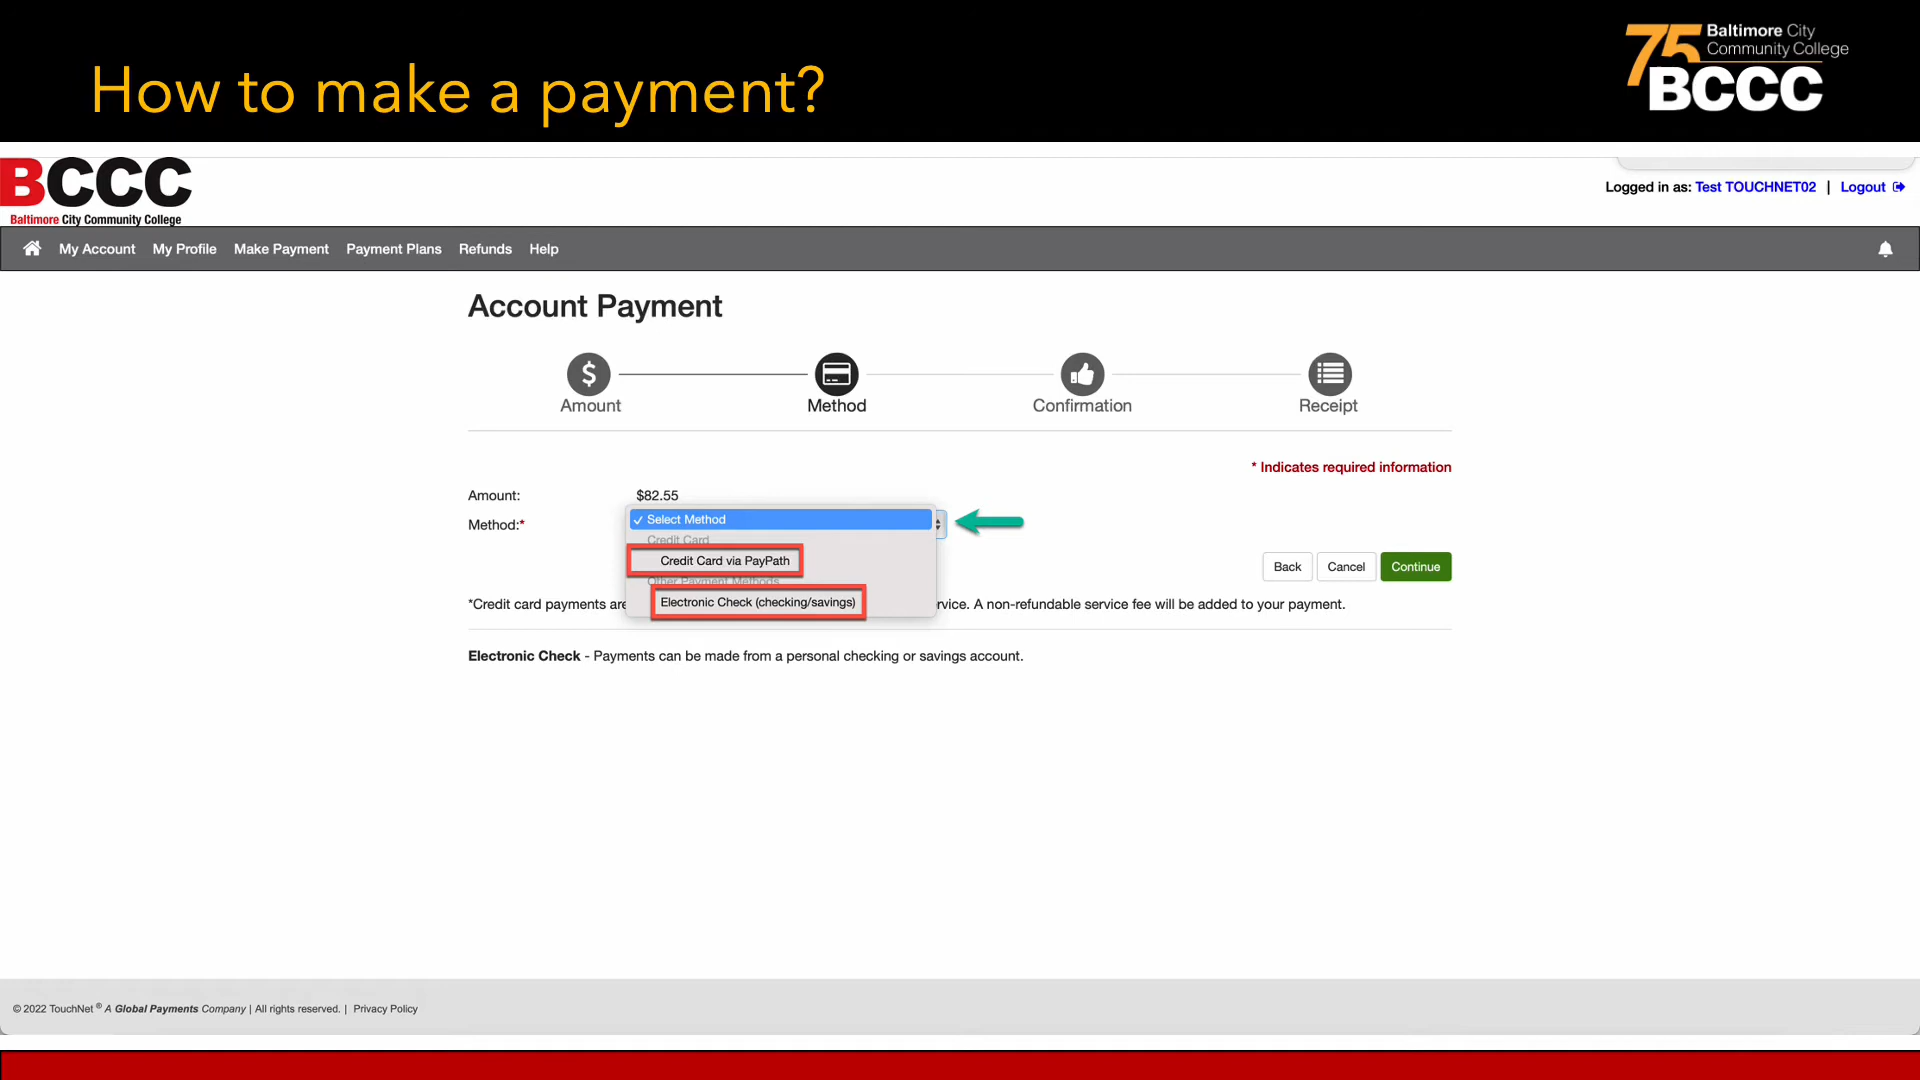 How to make a payment?
75 Baltimore City
Community College
BCCC
BCCC
Baltimore City Community College
Logged in as: Test TOUCHNET02 | Logout
My Account My Profile Make Payment Payment Plans Refunds Help
Account Payment
$
Amount Method Confirmation Receipt
* Indicates required information
Amount: $82.55
Method:* ✓ Select Method
Credit Card
Credit Card via PayPath
Other Payment Methods
Electronic Check (checking/savings)
Back Cancel Continue
*Credit card payments are rvice. A non-refundable service fee will be added to your payment.
Electronic Check - Payments can be made from a personal checking or savings account.
© 2022 TouchNet ® A Global Payments Company | All rights reserved. | Privacy Policy